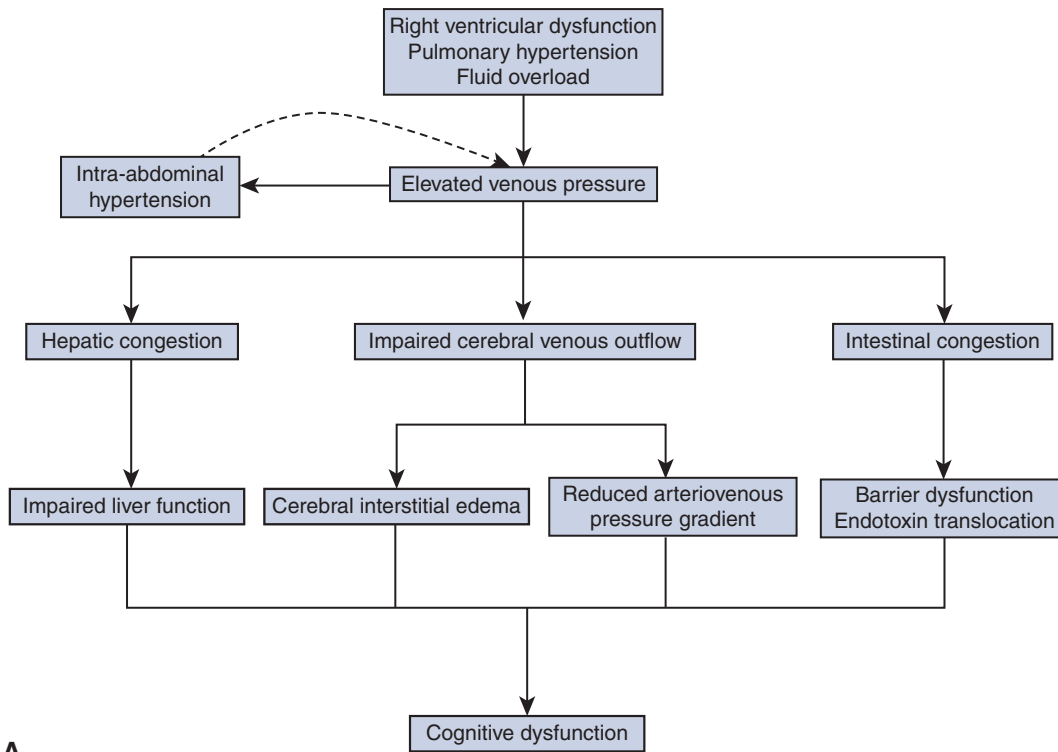 Right ventricular dysfunction
Pulmonary hypertension
Fluid overload
Intra-abdominal
hypertension
Elevated venous pressure
Hepatic congestion
Impaired cerebral venous outflow
Intestinal congestion
Impaired liver function
Cerebral interstitial edema
Reduced arteriovenous
pressure gradient
Barrier dysfunction
Endotoxin translocation
Cognitive dysfunction
A